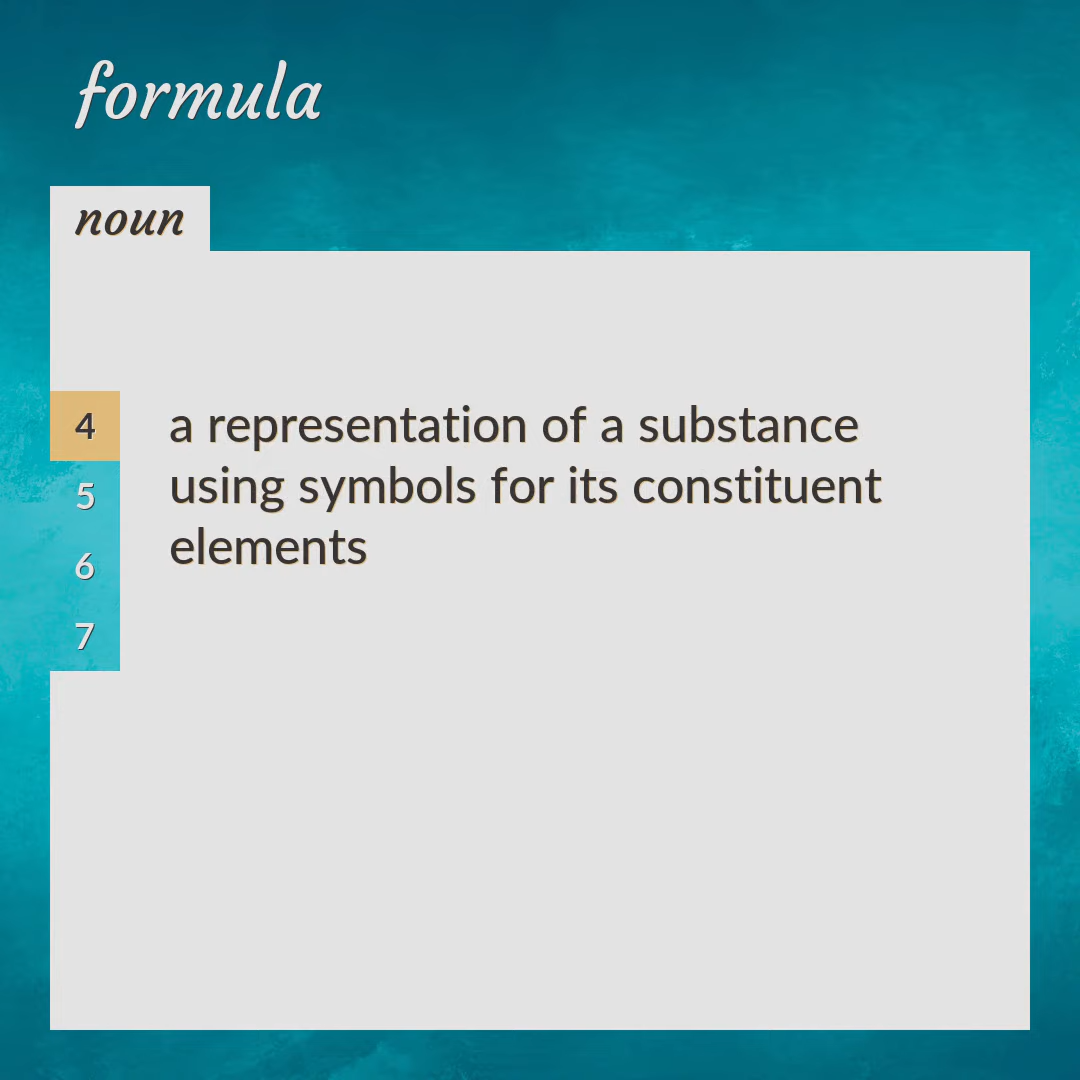 formula
noun
4
a representation of a substance
using symbols for its constituent
elements
5
6
7